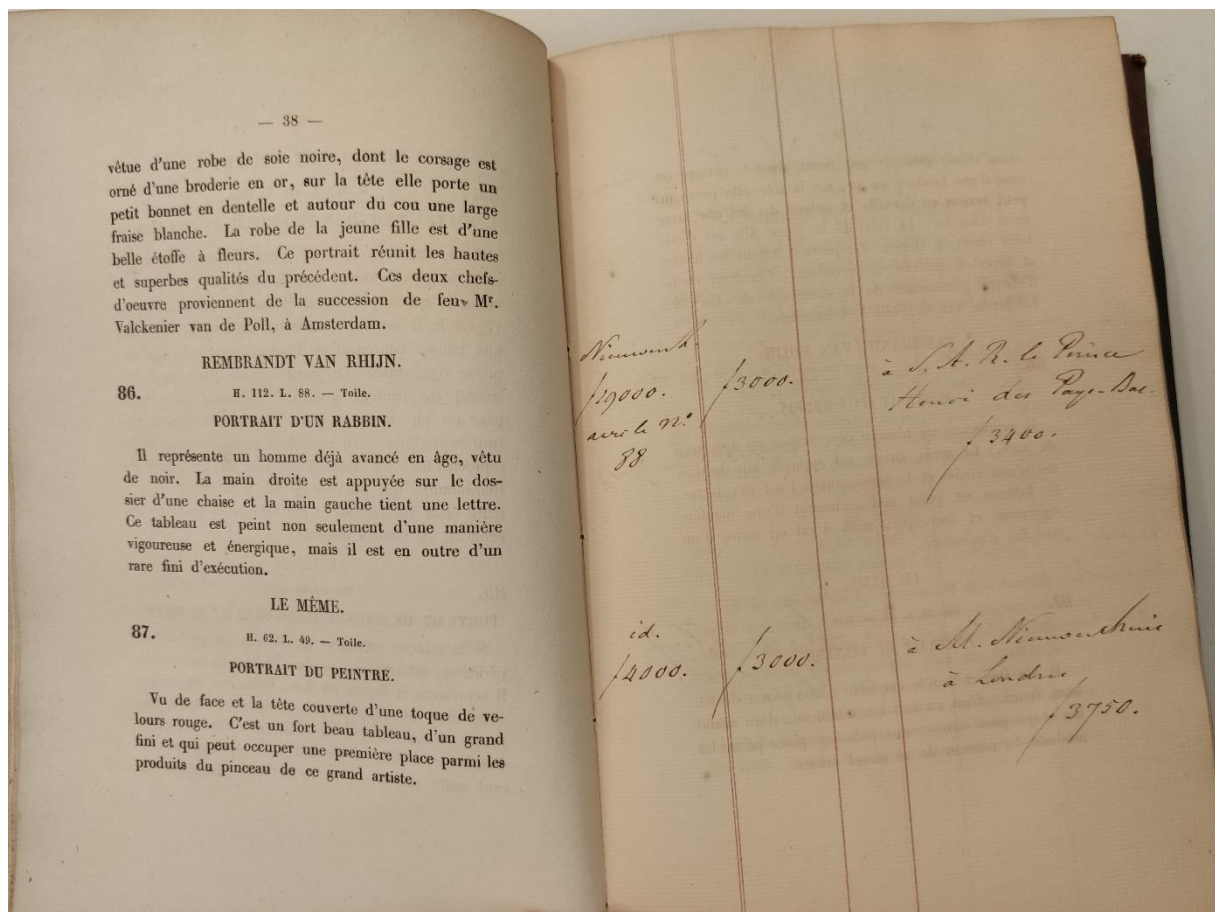 — 38 —
vêtue d'une robe de soie noire, dont le corsage est
orné d'une broderie en or, sur la tête elle porte un
petit bonnet en dentelle et autour du cou une large
fraise blanche. La robe de la jeune fille est d'une
belle étoffe à fleurs. Ce portrait réunit les hautes
et superbes qualités du précédent. Ces deux chefs-
d'oeuvre proviennent de la succession de feu Mr.
Valckenier van de Poll, à Amsterdam.
REMBRANDT VAN RHIJN.
86. H. 112. L. 88. — Toile.
PORTRAIT D'UN RABBIN.
Il représente un homme déjà avancé en âge, vêtu
de noir. La main droite est appuyée sur le dos-
sier d'une chaise et la main gauche tient une lettre.
Ce tableau est peint non seulement d'une manière
vigoureuse et énergique, mais il est en outre d'un
rare fini d'exécution.
LE MÊME.
87. H. 62. L. 49. — Toile.
PORTRAIT DU PEINTRE.
Vu de face et la tête couverte d'une toque de ve-
lours rouge. C'est un fort beau tableau, d'un grand
fini et qui peut occuper une première place parmi les
produits du pinceau de ce grand artiste.
Nieuwenh.
f19000.
avec le No.
88
f3000.
à S. A. R. le Prince
Henri des Pays-Bas.
f3400.
id.
f4000.
f3000.
à M. Nieuwenhuis
à Londres
f3750.